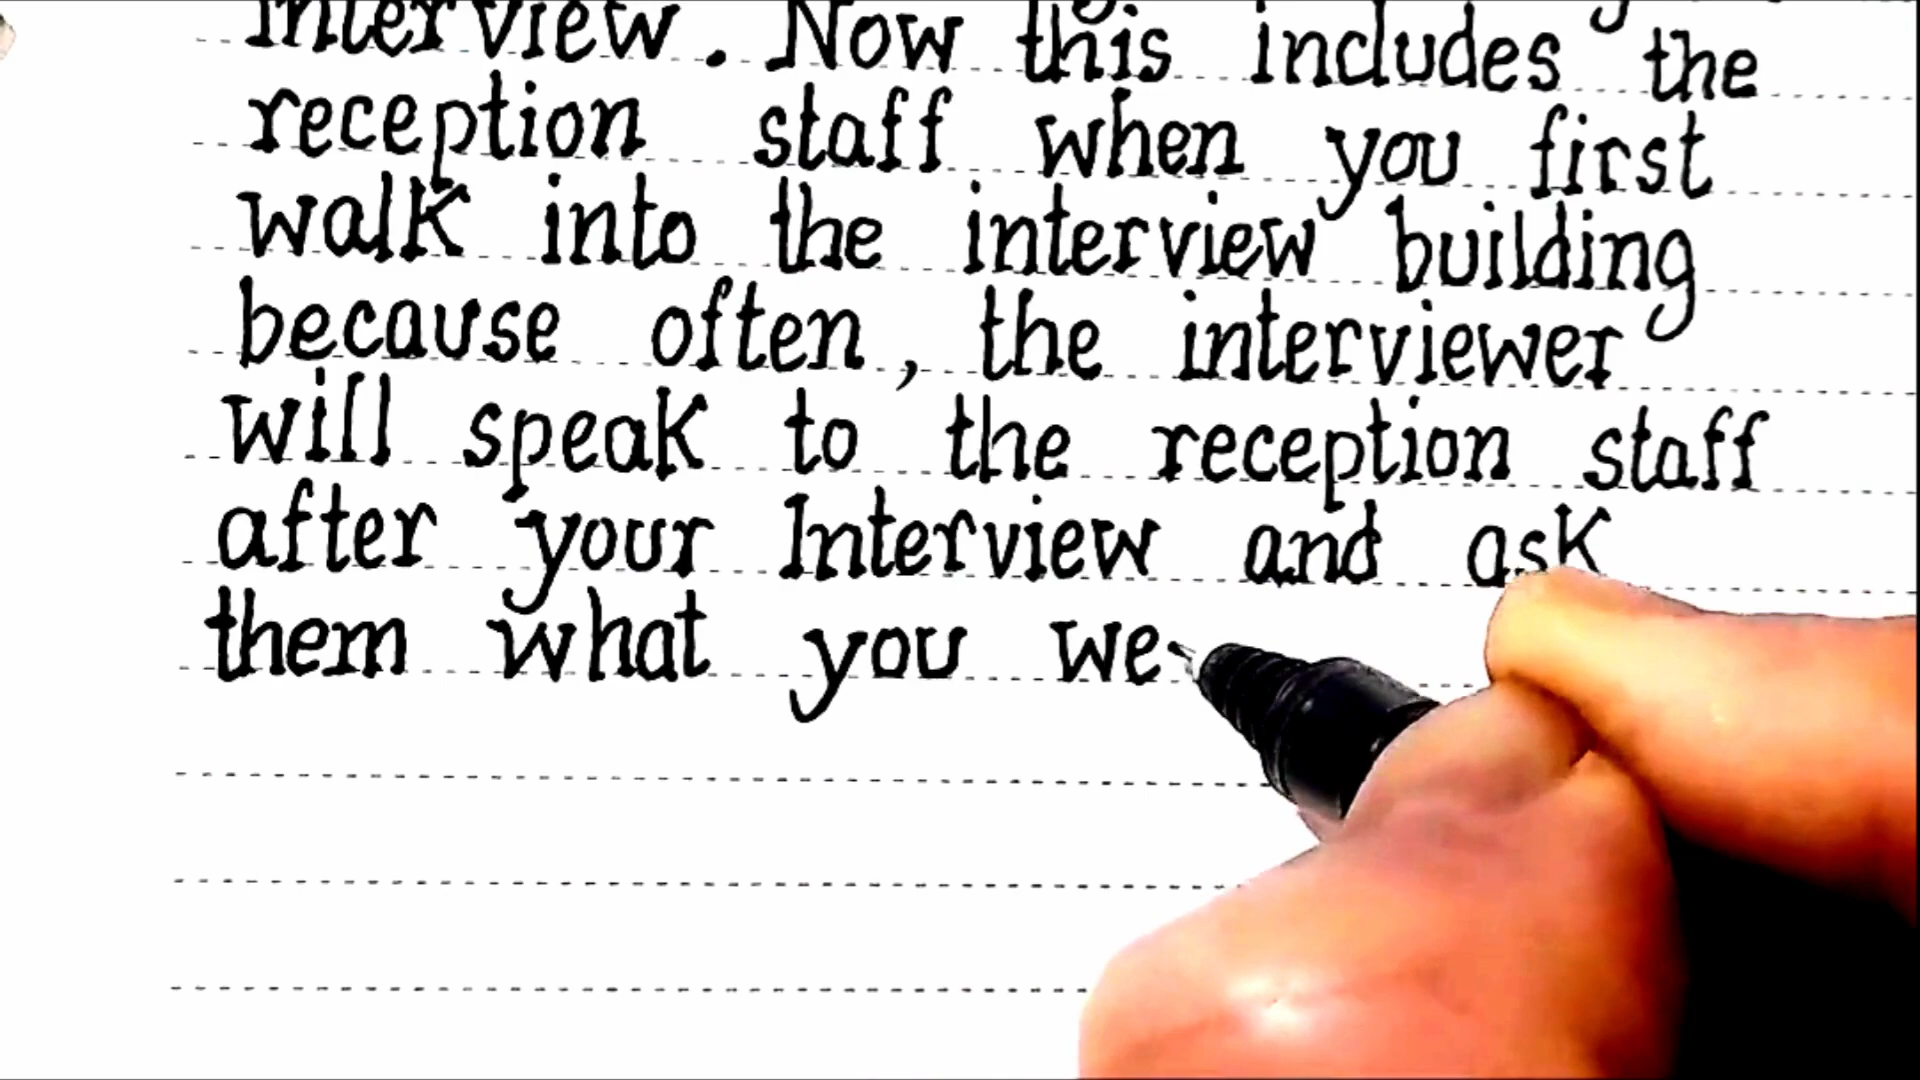 interview. Now this includes the
reception staff when you first
walk into the interview building
because often, the interviewer
will speak to the reception staff
after your Interview and ask
them what you we